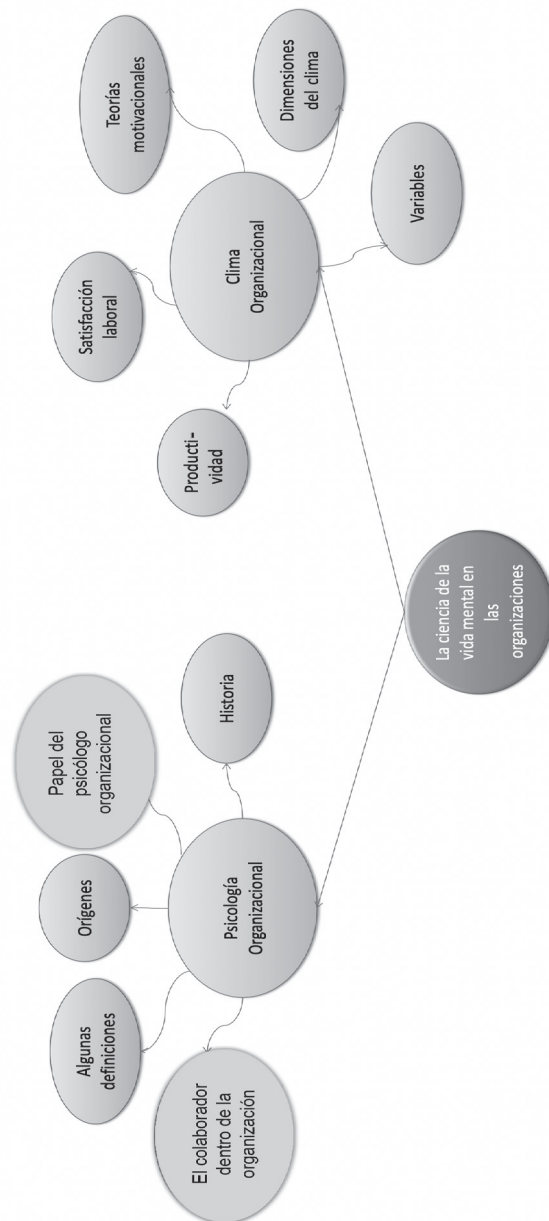 La ciencia de la
vida mental en
las
organizaciones
Psicología
Organizacional
El colaborador
dentro de la
organización
Algunas
definiciones
Orígenes
Papel del
psicólogo
organizacional
Historia
Clima
Organizacional
Producti-
vidad
Satisfacción
laboral
Teorías
motivacionales
Dimensiones
del clima
Variables